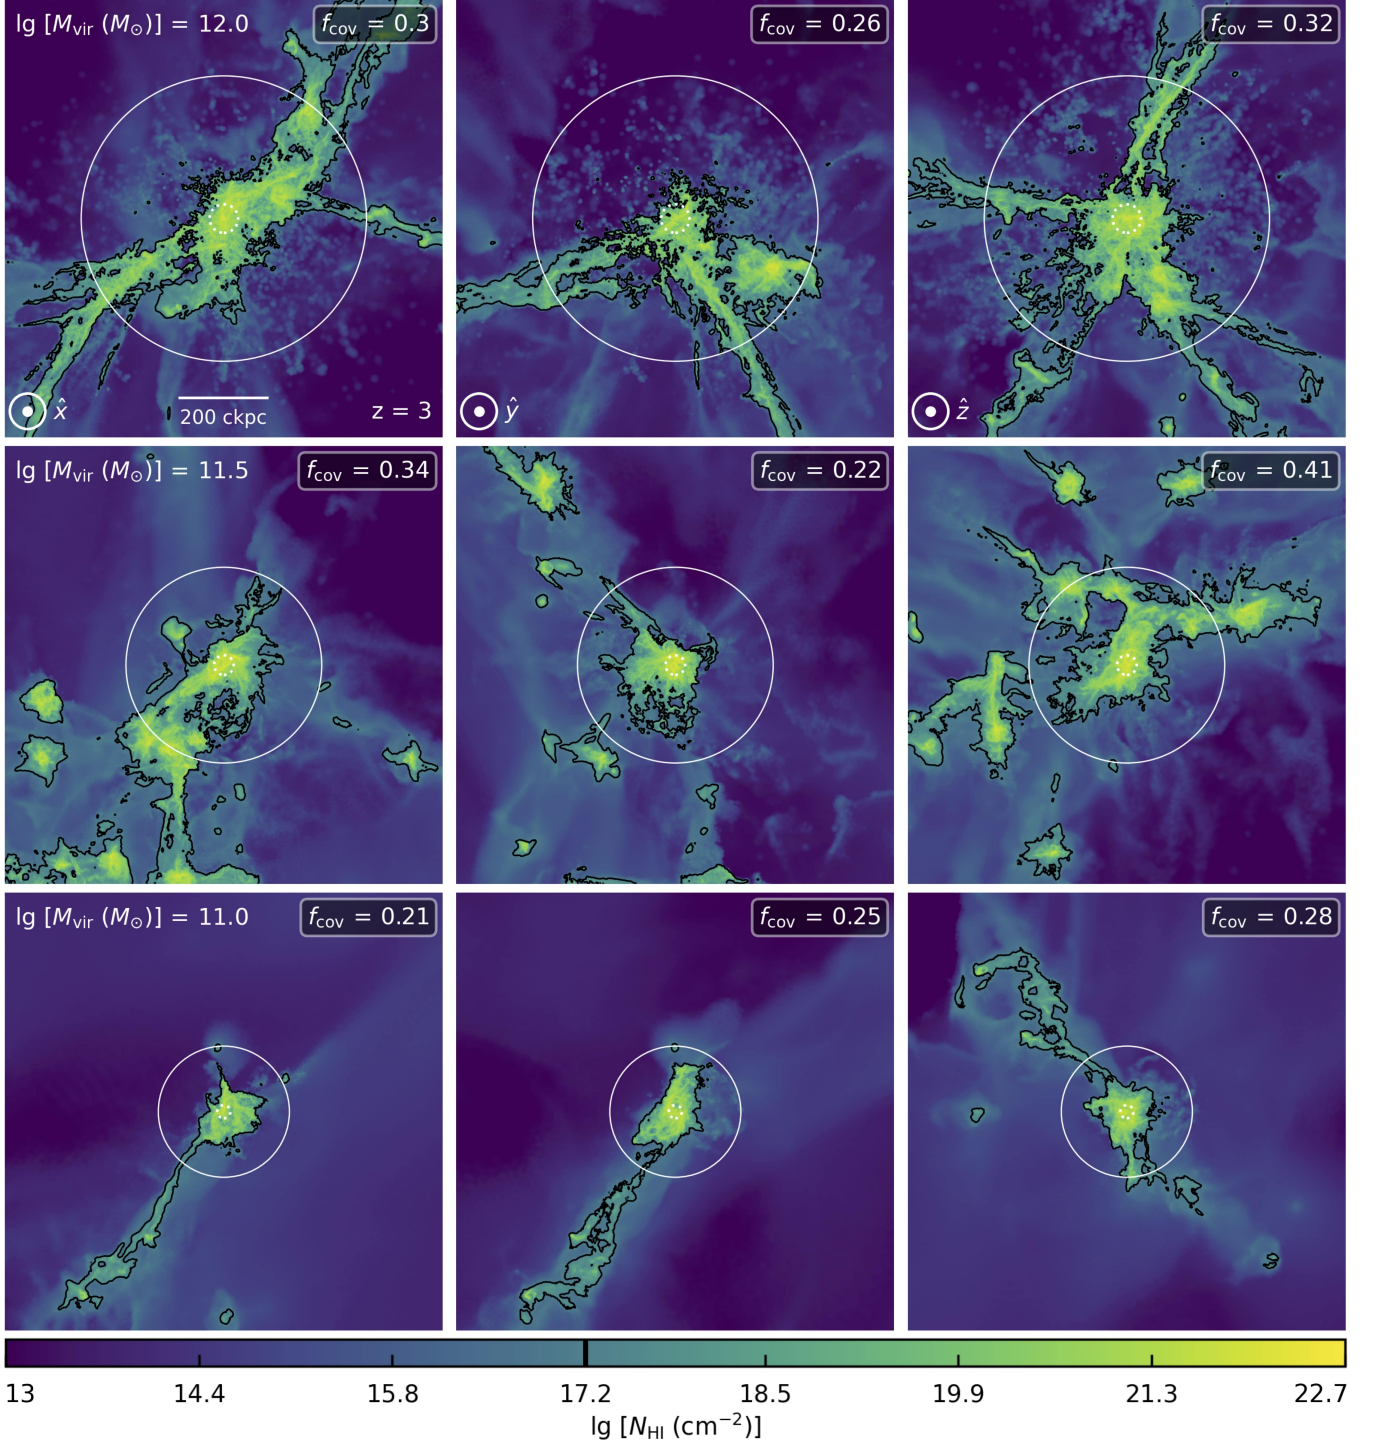 lg [M_vir (M_⊙)] = 12.0
f_cov = 0.3
f_cov = 0.26
f_cov = 0.32
x̂
200 ckpc
z = 3
ŷ
ẑ
lg [M_vir (M_⊙)] = 11.5
f_cov = 0.34
f_cov = 0.22
f_cov = 0.41
lg [M_vir (M_⊙)] = 11.0
f_cov = 0.21
f_cov = 0.25
f_cov = 0.28
13 14.4 15.8 17.2 18.5 19.9 21.3 22.7
lg [N_HI (cm⁻²)]